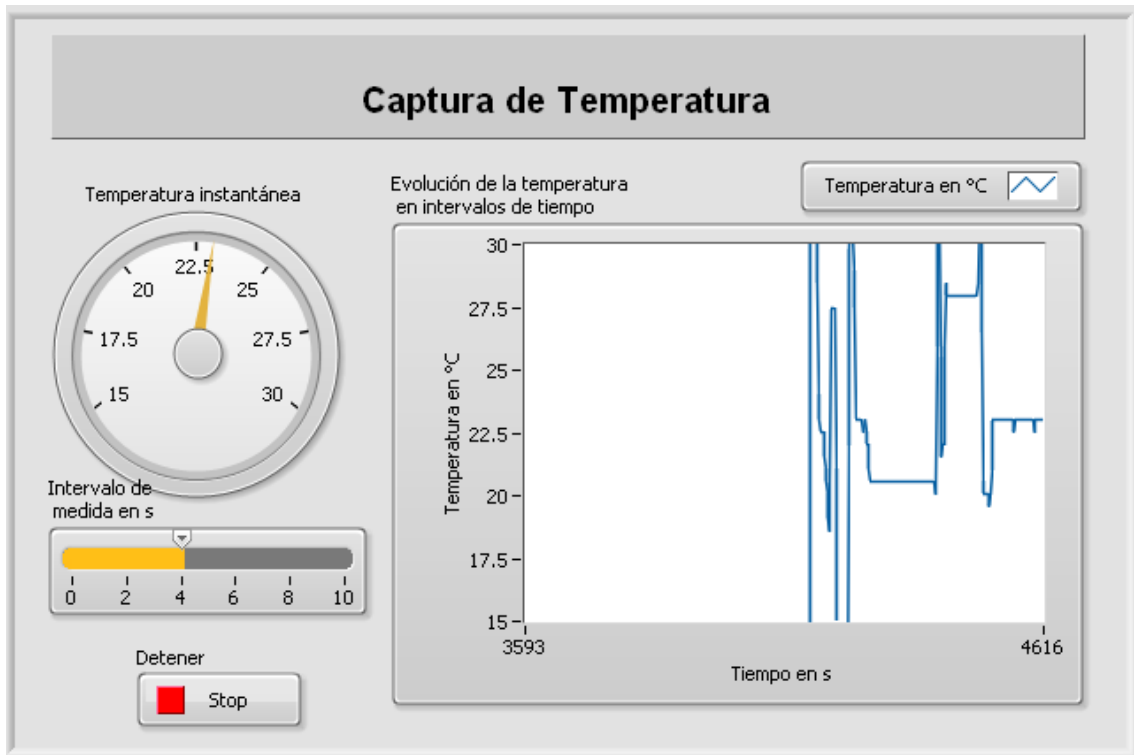 Captura de Temperatura
Temperatura instantánea
22.5
20
25
17.5
27.5
15
30
Intervalo de
medida en s
0 2 4 6 8 10
Detener
Stop
Evolución de la temperatura
en intervalos de tiempo
Temperatura en °C
30
27.5
25
22.5
20
17.5
15
Temperatura en °C
3593 4616
Tiempo en s